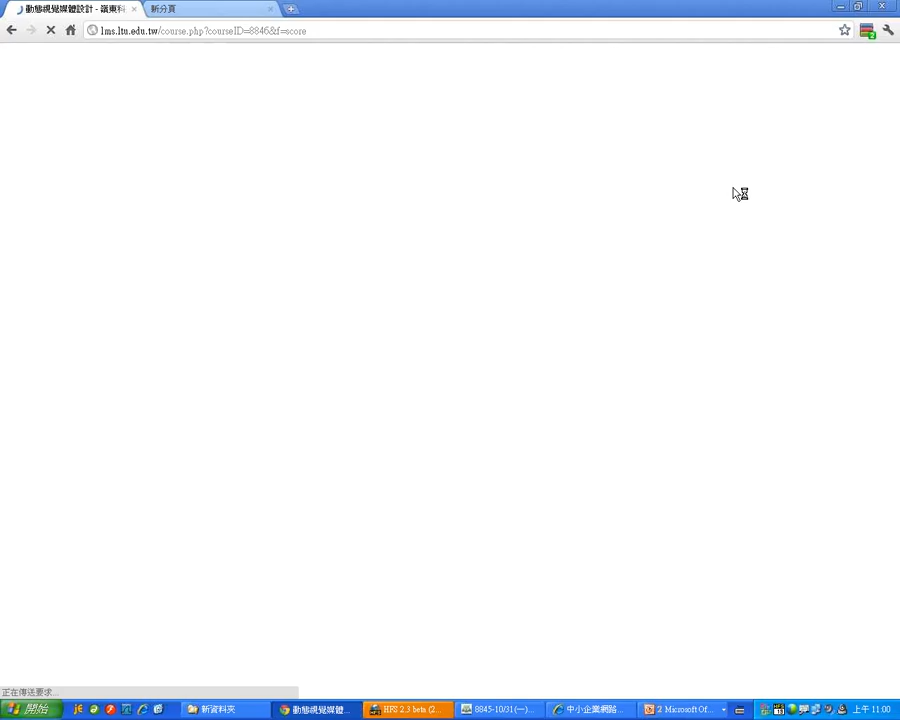 動態視覺媒體設計 - 嶺東科
新分頁
lms.ltu.edu.tw/course.php?courseID=8846&f=score
正在傳送要求...
開始
新資料夾
動態視覺媒體...
HFS 2.3 beta (2...
8845-10/31(一)...
中小企業網路...
2 Microsoft Of...
上午 11:00